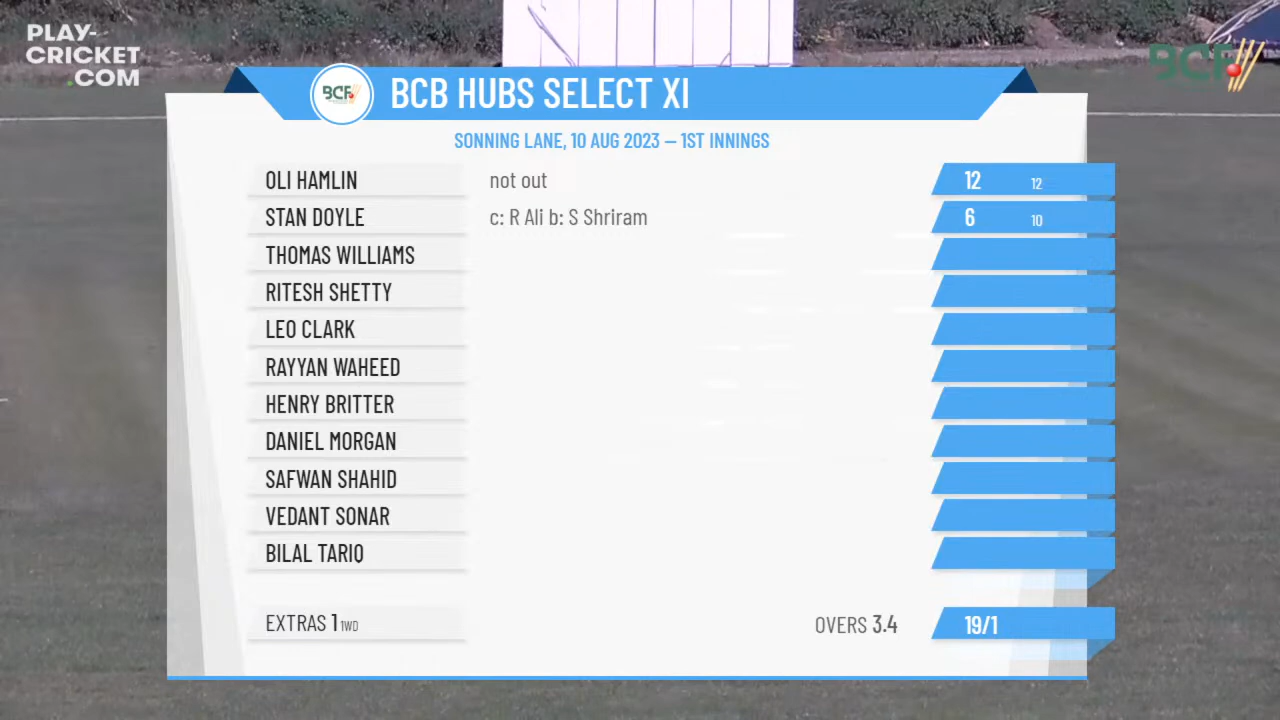 PLAY-
CRICKET
.COM
BCF
BCF
BCB HUBS SELECT XI
SONNING LANE, 10 AUG 2023 – 1ST INNINGS
OLI HAMLIN not out 12 12
STAN DOYLE c: R Ali b: S Shriram 6 10
THOMAS WILLIAMS
RITESH SHETTY
LEO CLARK
RAYYAN WAHEED
HENRY BRITTER
DANIEL MORGAN
SAFWAN SHAHID
VEDANT SONAR
BILAL TARIQ
EXTRAS 1 1WD OVERS 3.4 19/1